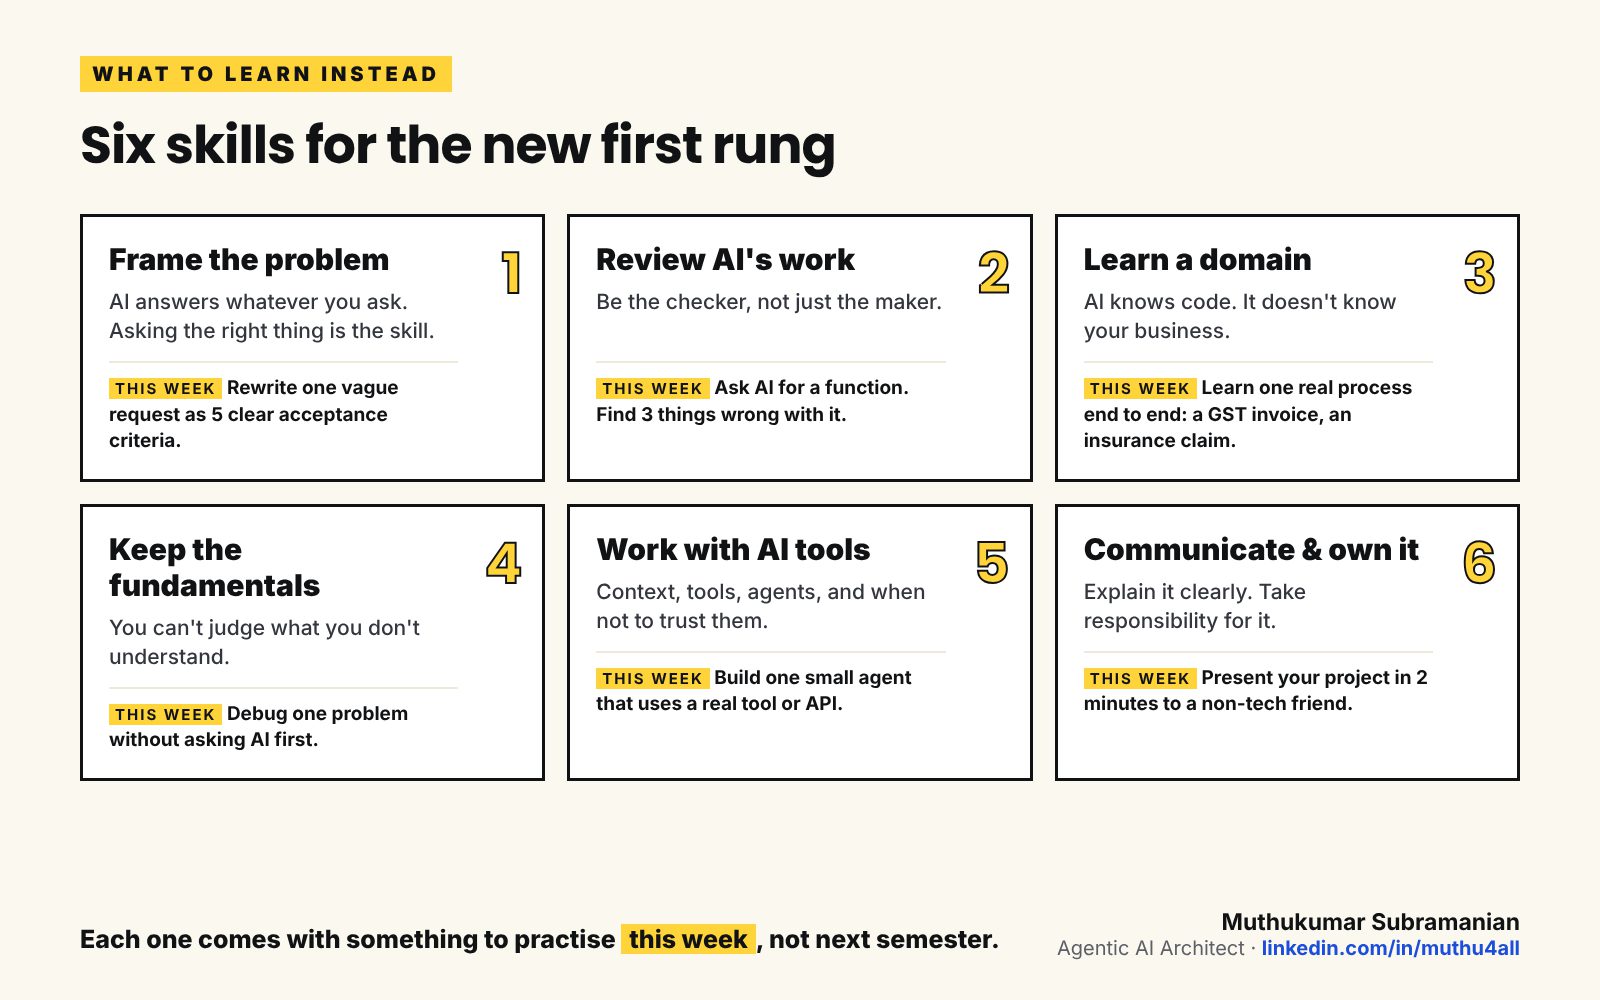 WHAT TO LEARN INSTEAD
Six skills for the new first rung
Frame the problem
1
AI answers whatever you ask.
Asking the right thing is the skill.
THIS WEEK Rewrite one vague
request as 5 clear acceptance
criteria.
Review AI's work
2
Be the checker, not just the maker.
THIS WEEK Ask AI for a function.
Find 3 things wrong with it.
Learn a domain
3
AI knows code. It doesn't know
your business.
THIS WEEK Learn one real process
end to end: a GST invoice, an
insurance claim.
Keep the
fundamentals
4
You can't judge what you don't
understand.
THIS WEEK Debug one problem
without asking AI first.
Work with AI tools
5
Context, tools, agents, and when
not to trust them.
THIS WEEK Build one small agent
that uses a real tool or API.
Communicate & own it
6
Explain it clearly. Take
responsibility for it.
THIS WEEK Present your project in 2
minutes to a non-tech friend.
Each one comes with something to practise this week, not next semester.
Muthukumar Subramanian
Agentic AI Architect · linkedin.com/in/muthu4all